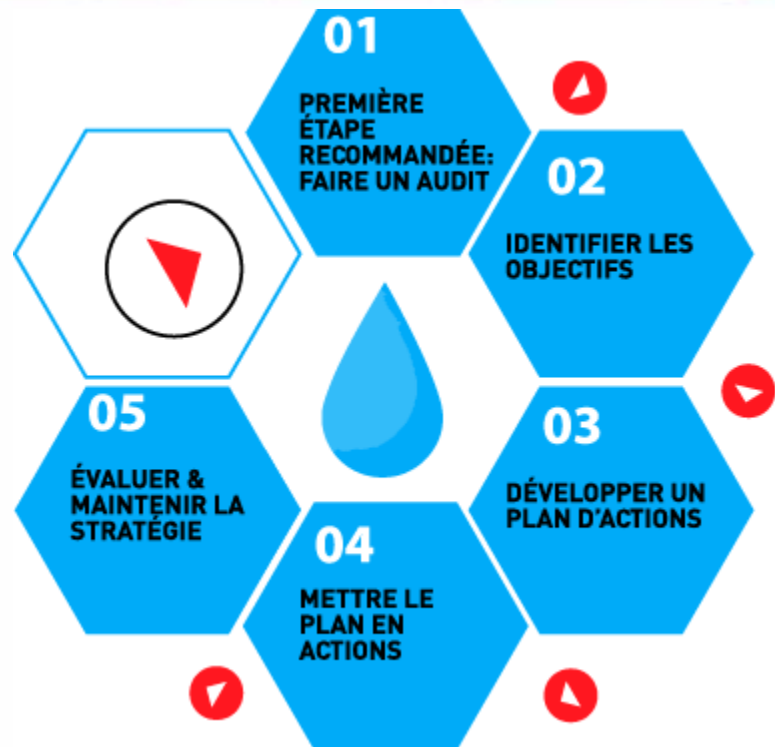 01
PREMIÈRE
ÉTAPE
RECOMMANDÉE:
FAIRE UN AUDIT
02
IDENTIFIER LES
OBJECTIFS
03
DÉVELOPPER UN
PLAN D'ACTIONS
04
METTRE LE
PLAN EN
ACTIONS
05
ÉVALUER &
MAINTENIR LA
STRATÉGIE